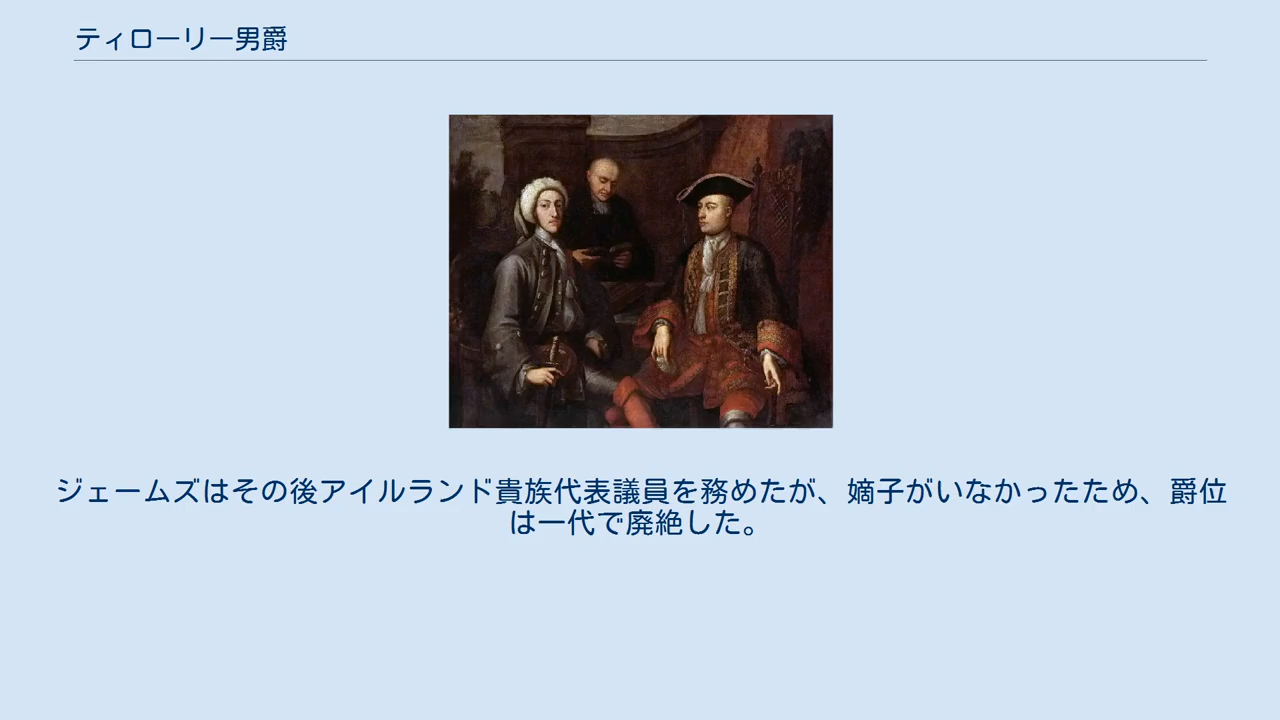 ティローリー男爵
ジェームズはその後アイルランド貴族代表議員を務めたが、嫡子がいなかったため、爵位
は一代で廃絶した。